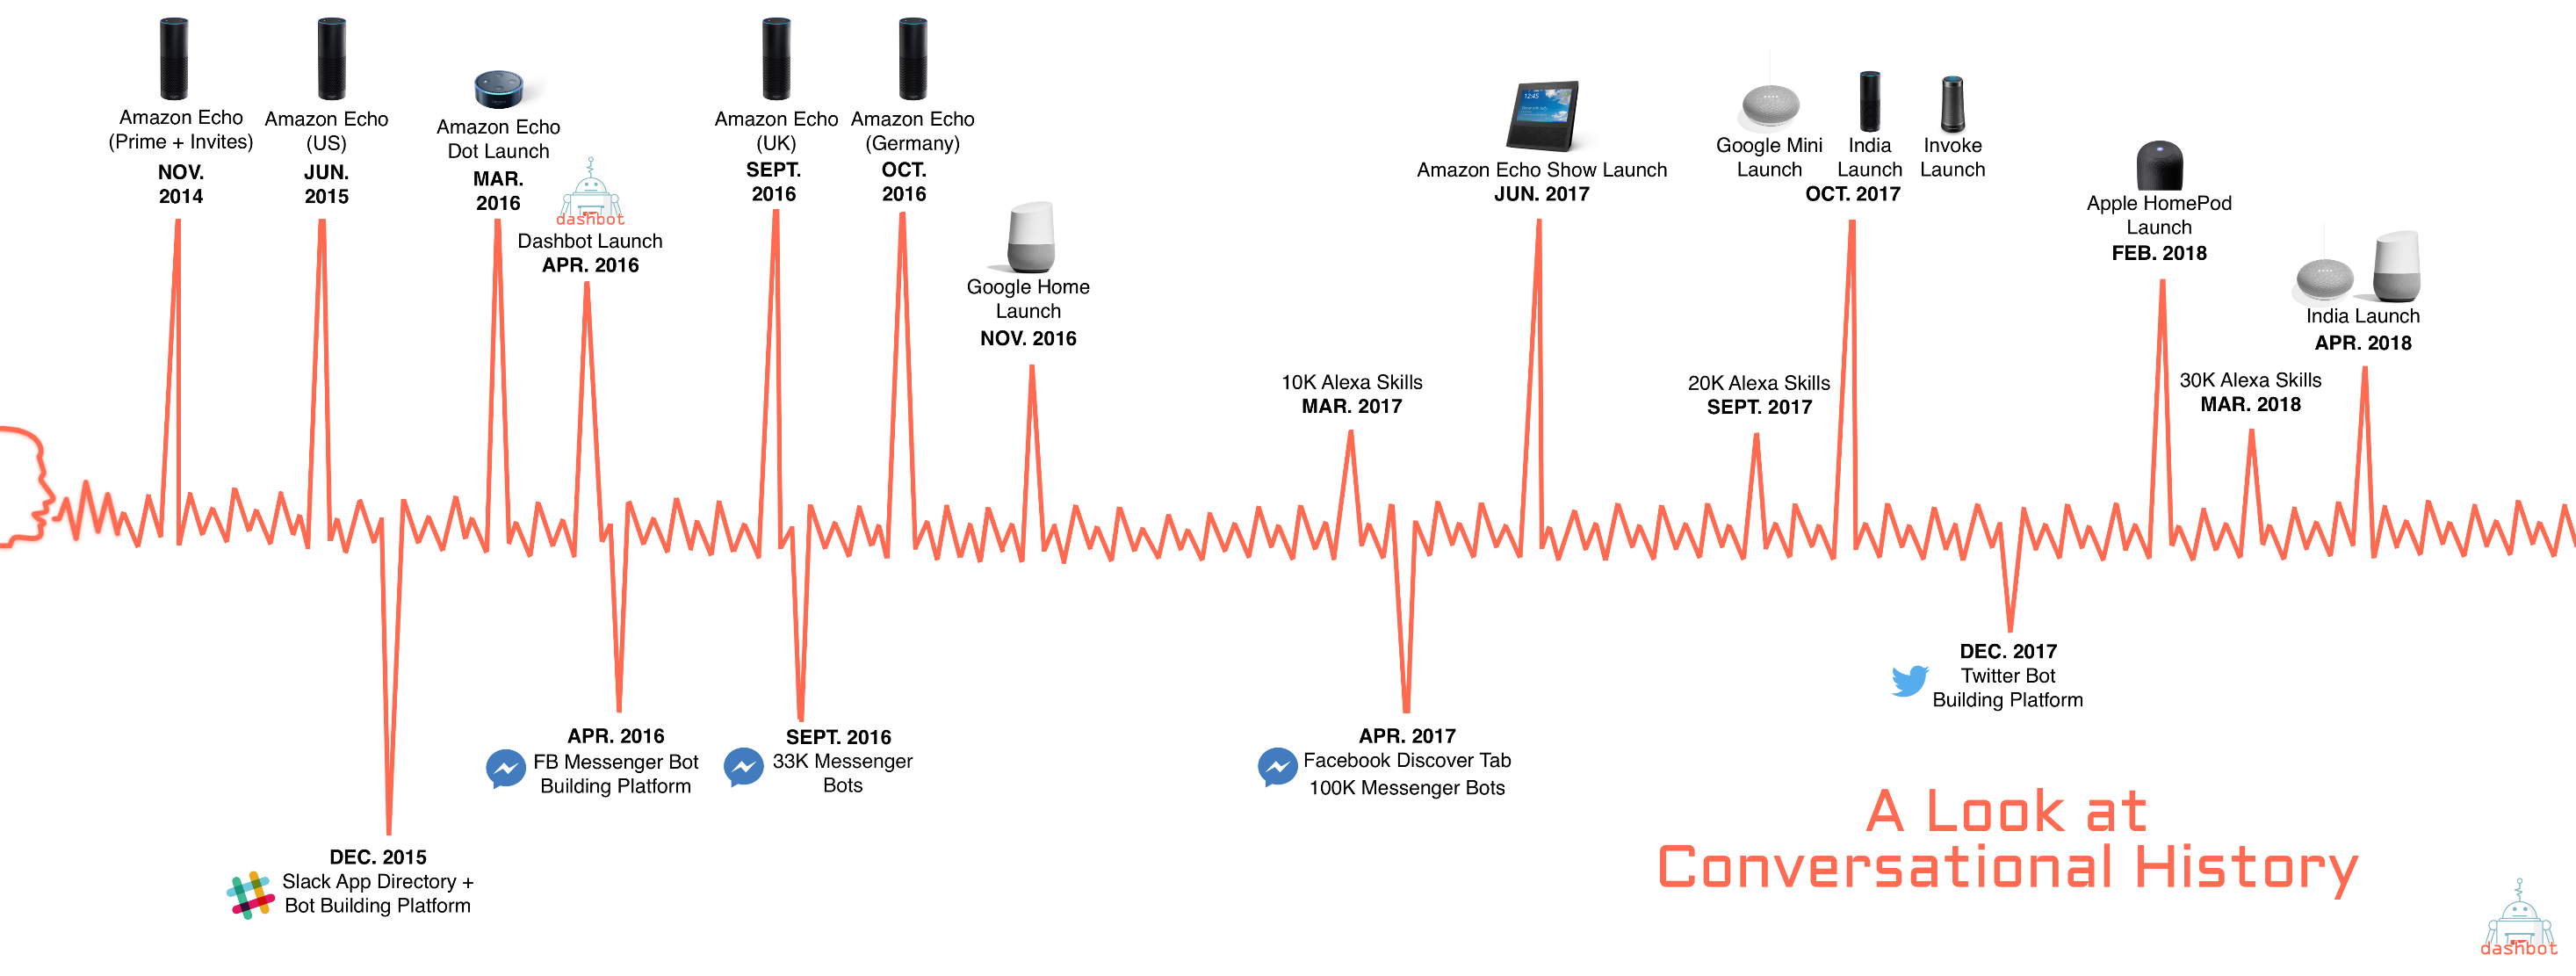 Amazon Echo
(Prime + Invites)
NOV.
2014
Amazon Echo
(US)
JUN.
2015
Amazon Echo
Dot Launch
MAR.
2016
dashbot
Dashbot Launch
APR. 2016
Amazon Echo
(UK)
SEPT.
2016
Amazon Echo
(Germany)
OCT.
2016
Google Home
Launch
NOV. 2016
10K Alexa Skills
MAR. 2017
12:45
Amazon Echo Show Launch
JUN. 2017
20K Alexa Skills
SEPT. 2017
Google Mini
Launch
India
Launch
Invoke
Launch
OCT. 2017
Apple HomePod
Launch
FEB. 2018
30K Alexa Skills
MAR. 2018
India Launch
APR. 2018
DEC. 2015
Slack App Directory +
Bot Building Platform
APR. 2016
FB Messenger Bot
Building Platform
SEPT. 2016
33K Messenger
Bots
APR. 2017
Facebook Discover Tab
100K Messenger Bots
DEC. 2017
Twitter Bot
Building Platform
A Look at
Conversational History
dashbot